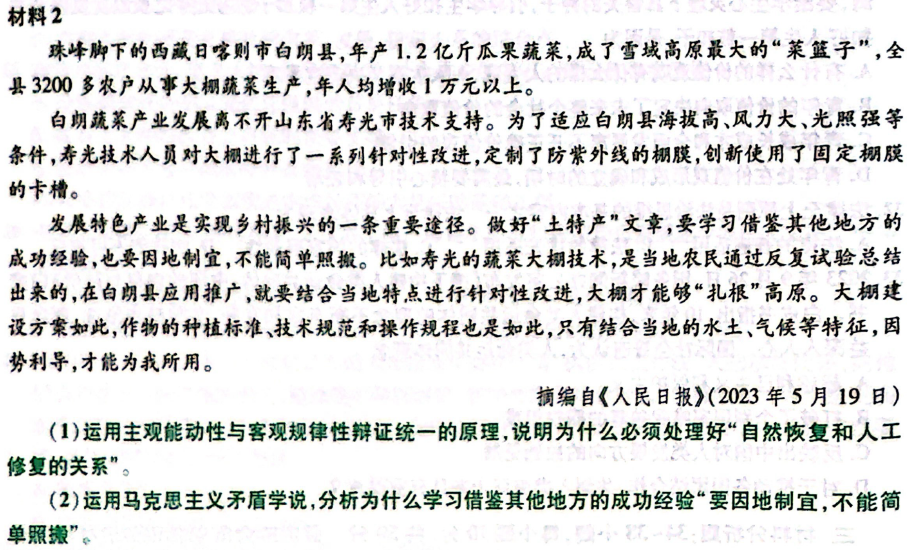 材料2
珠峰脚下的西藏日喀则市白朗县,年产1.2亿斤瓜果蔬菜,成了雪域高原最大的“菜篮子”,全
县3200多农户从事大棚蔬菜生产,年人均增收1万元以上。
白朗蔬菜产业发展离不开山东省寿光市技术支持。为了适应白朗县海拔高、风力大、光照强等
条件,寿光技术人员对大棚进行了一系列针对性改进,定制了防紫外线的棚膜,创新使用了固定棚膜
的卡槽。
发展特色产业是实现乡村振兴的一条重要途径。做好“土特产”文章,要学习借鉴其他地方的
成功经验,也要因地制宜,不能简单照搬。比如寿光的蔬菜大棚技术,是当地农民通过反复试验总结
出来的,在白朗县应用推广,就要结合当地特点进行针对性改进,大棚才能够“扎根”高原。大棚建
设方案如此,作物的种植标准、技术规范和操作规程也是如此,只有结合当地的水土、气候等特征,因
势利导,才能为我所用。
摘编自《人民日报》(2023年5月19日)
(1)运用主观能动性与客观规律性辩证统一的原理,说明为什么必须处理好“自然恢复和人工
修复的关系”。
(2)运用马克思主义矛盾学说,分析为什么学习借鉴其他地方的成功经验“要因地制宜,不能简
单照搬”。